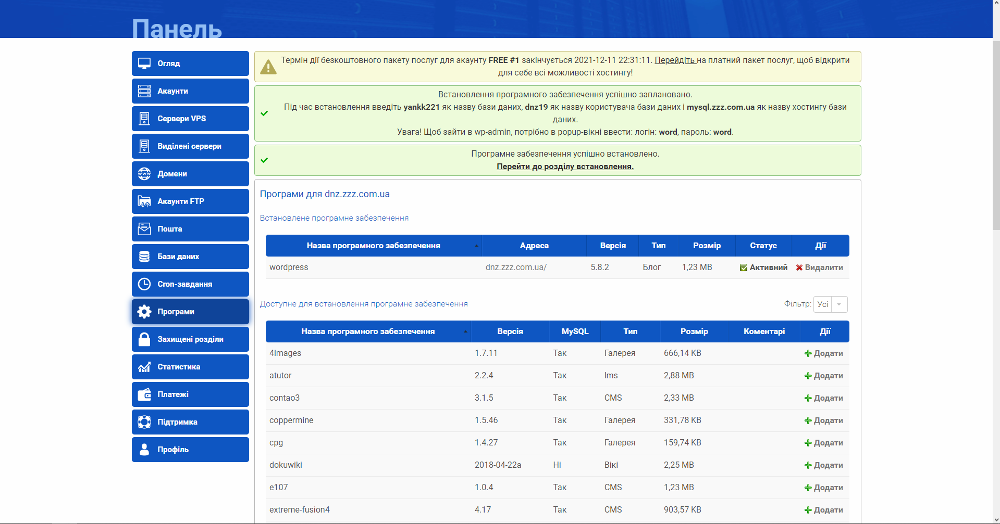 Панель
Огляд
Акаунти
Сервери VPS
Виділені сервери
Домени
Акаунти FTP
Пошта
Бази даних
Cron-завдання
Програми
Захищені розділи
Статистика
Платежі
Підтримка
Профіль
Термін дії безкоштовного пакету послуг для акаунту FREE #1 закінчується 2021-12-11 22:31:11. Перейдіть на платний пакет послуг, щоб відкрити
для себе всі можливості хостингу!
Встановлення програмного забезпечення успішно заплановано.
Під час встановлення введіть yankk221 як назву бази даних, dnz19 як назву користувача бази даних і mysql.zzz.com.ua як назву хостингу бази
даних.
Увага! Щоб зайти в wp-admin, потрібно в popup-вікні ввести: логін: word, пароль: word.
Програмне забезпечення успішно встановлено.
Перейти до розділу встановлення.
Програми для dnz.zzz.com.ua
Встановлене програмне забезпечення
Назва програмного забезпечення Адреса Версія Тип Розмір Статус Дії
wordpress dnz.zzz.com.ua/ 5.8.2 Блог 1,23 MB Активний Видалити
Доступне для встановлення програмне забезпечення Фільтр: Усі
Назва програмного забезпечення Версія MySQL Тип Розмір Коментарі Дії
4images 1.7.11 Так Галерея 666,14 KB Додати
atutor 2.2.4 Так lms 2,88 MB Додати
contao3 3.1.5 Так CMS 2,33 MB Додати
coppermine 1.5.46 Так Галерея 331,78 KB Додати
cpg 1.4.27 Так Галерея 159,74 KB Додати
dokuwiki 2018-04-22a Ні Вікі 2,25 MB Додати
e107 1.0.4 Так CMS 1,23 MB Додати
extreme-fusion4 4.17 Так CMS 903,57 KB Додати